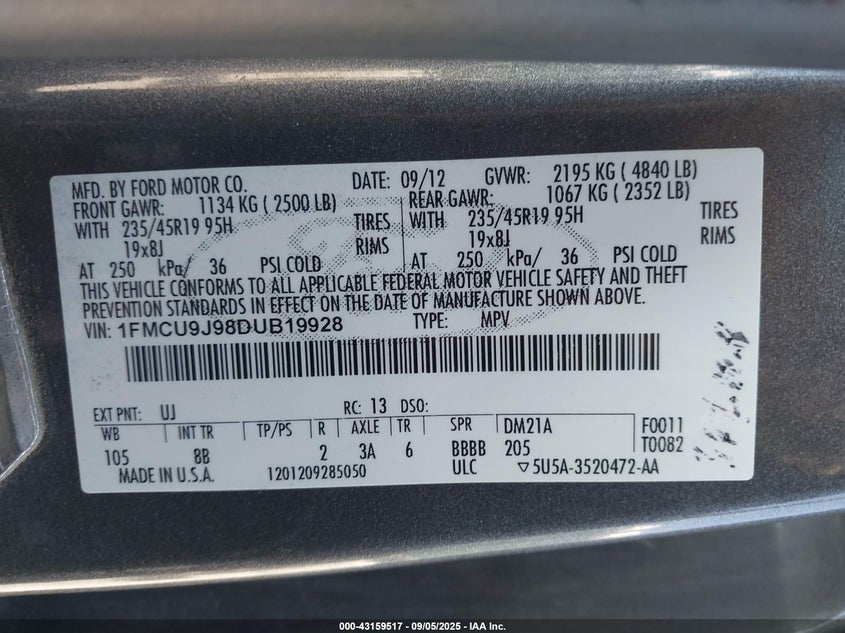 MFD. BY FORD MOTOR CO. DATE: 09/12 GVWR: 2195 KG ( 4840 LB)
FRONT GAWR: 1134 KG ( 2500 LB) REAR GAWR: 1067 KG ( 2352 LB)
WITH 235/45R19 95H TIRES WITH 235/45R19 95H TIRES
19x8J RIMS 19x8J RIMS
AT 250 kPa/ 36 PSI COLD AT 250 kPa/ 36 PSI COLD
THIS VEHICLE CONFORMS TO ALL APPLICABLE FEDERAL MOTOR VEHICLE SAFETY AND THEFT
PREVENTION STANDARDS IN EFFECT ON THE DATE OF MANUFACTURE SHOWN ABOVE.
VIN: 1FMCU9J98DUB19928 TYPE: MPV
EXT PNT: UJ RC: 13 DSO:
WB INT TR TP/PS R AXLE TR SPR DM21A F0011
105 8B 2 3A 6 BBBB 205 T0082
MADE IN U.S.A. 1201209285050 ULC ▽5U5A-3520472-AA
000-43159517 - 09/05/2025 - IAA Inc.